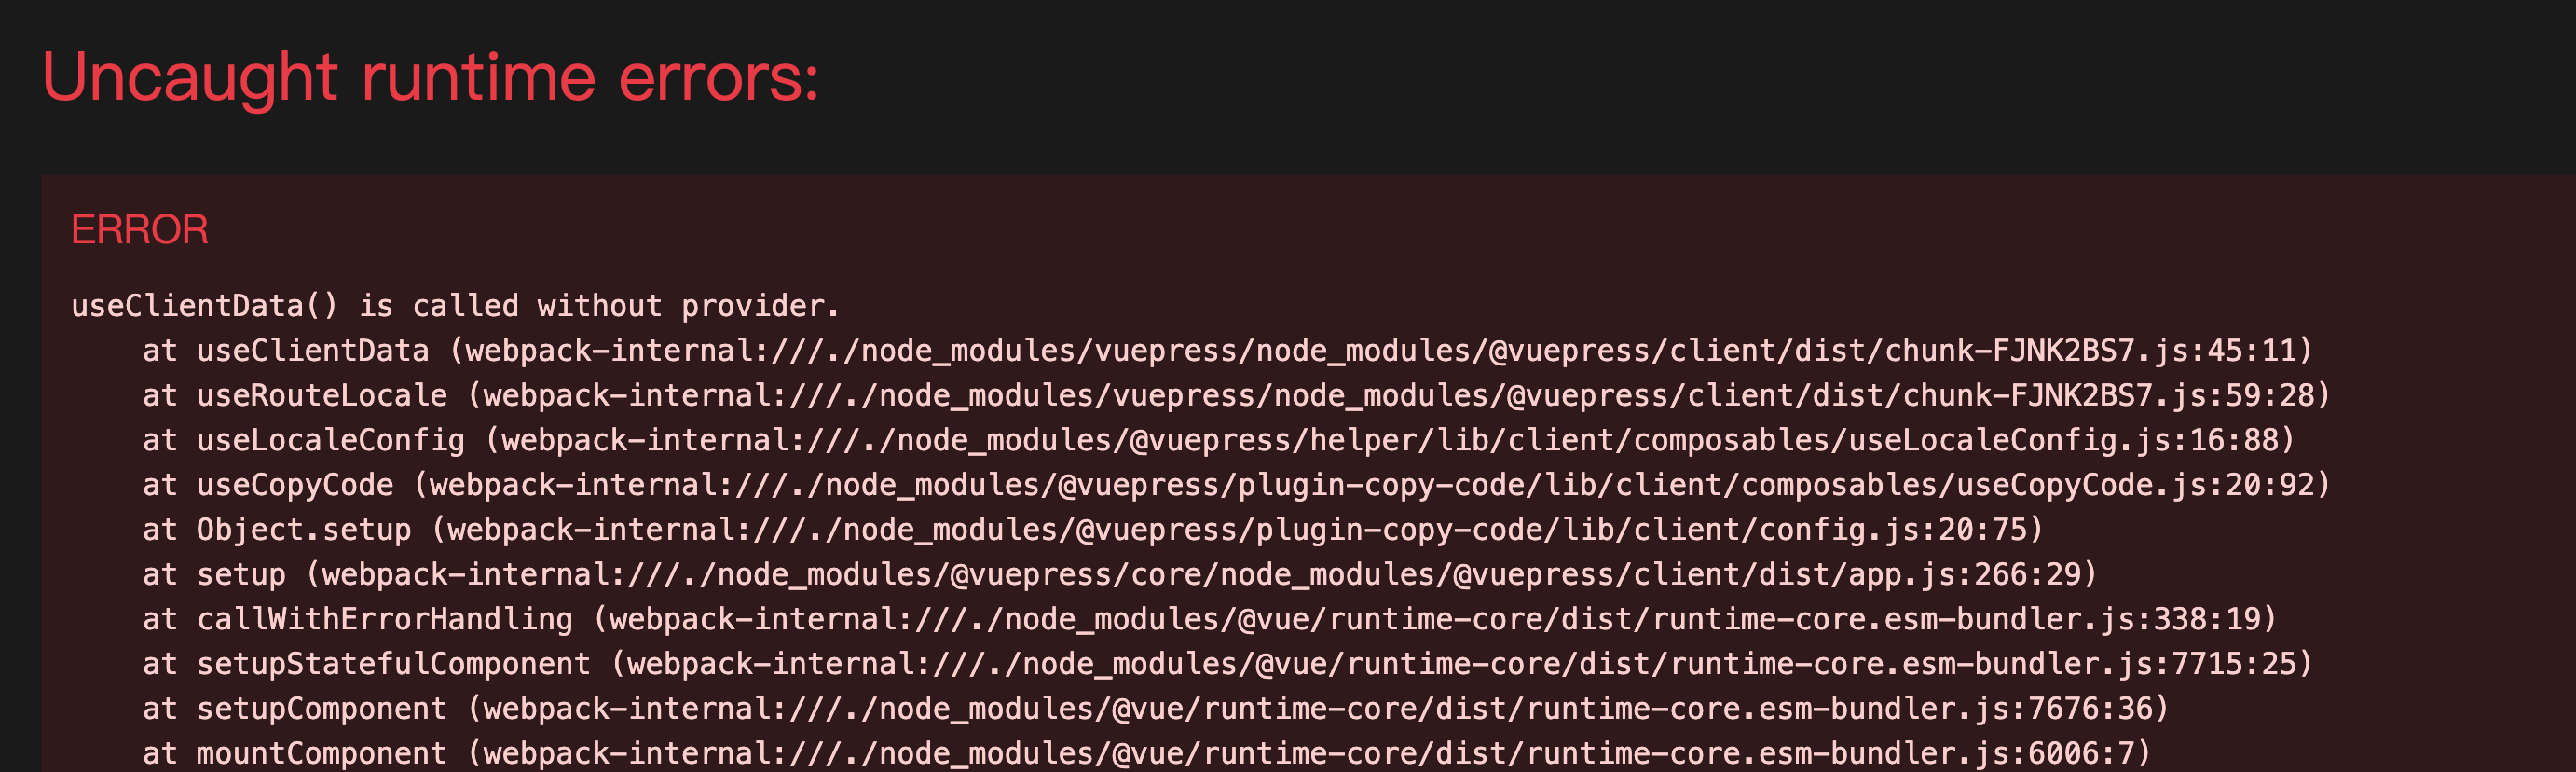 Uncaught runtime errors:
ERROR
useClientData() is called without provider.
    at useClientData (webpack-internal:///./node_modules/vuepress/node_modules/@vuepress/client/dist/chunk-FJNK2BS7.js:45:11)
    at useRouteLocale (webpack-internal:///./node_modules/vuepress/node_modules/@vuepress/client/dist/chunk-FJNK2BS7.js:59:28)
    at useLocaleConfig (webpack-internal:///./node_modules/@vuepress/helper/lib/client/composables/useLocaleConfig.js:16:88)
    at useCopyCode (webpack-internal:///./node_modules/@vuepress/plugin-copy-code/lib/client/composables/useCopyCode.js:20:92)
    at Object.setup (webpack-internal:///./node_modules/@vuepress/plugin-copy-code/lib/client/config.js:20:75)
    at setup (webpack-internal:///./node_modules/@vuepress/core/node_modules/@vuepress/client/dist/app.js:266:29)
    at callWithErrorHandling (webpack-internal:///./node_modules/@vue/runtime-core/dist/runtime-core.esm-bundler.js:338:19)
    at setupStatefulComponent (webpack-internal:///./node_modules/@vue/runtime-core/dist/runtime-core.esm-bundler.js:7715:25)
    at setupComponent (webpack-internal:///./node_modules/@vue/runtime-core/dist/runtime-core.esm-bundler.js:7676:36)
    at mountComponent (webpack-internal:///./node_modules/@vue/runtime-core/dist/runtime-core.esm-bundler.js:6006:7)